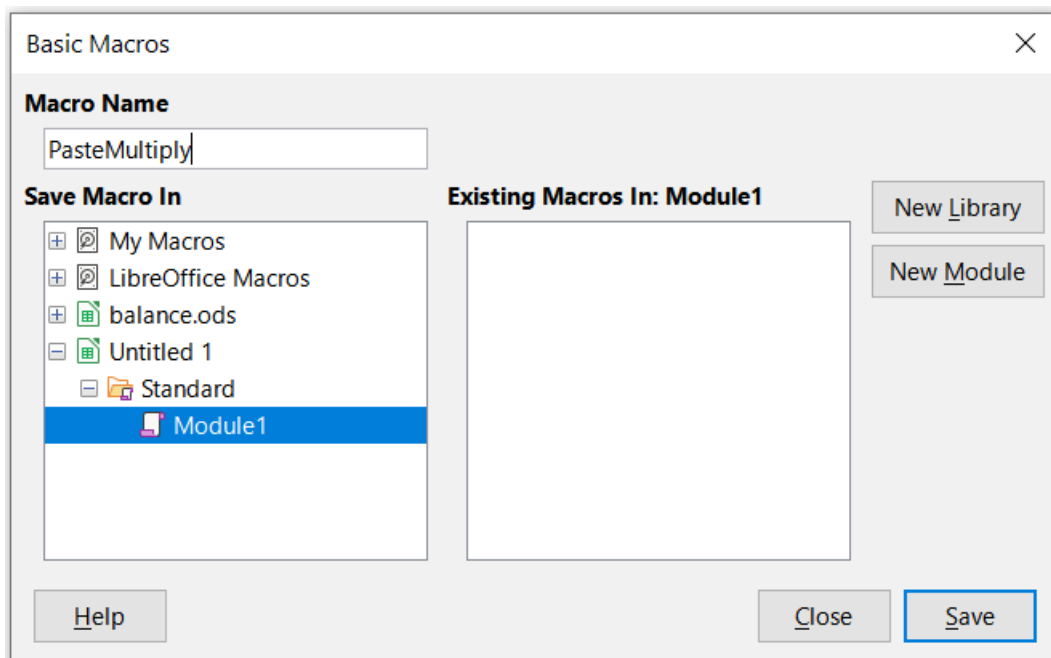 Basic Macros
Macro Name
PasteMultiply
Save Macro In
Existing Macros In: Module1
My Macros
LibreOffice Macros
balance.ods
Untitled 1
Standard
Module1
New Library
New Module
Help
Close
Save